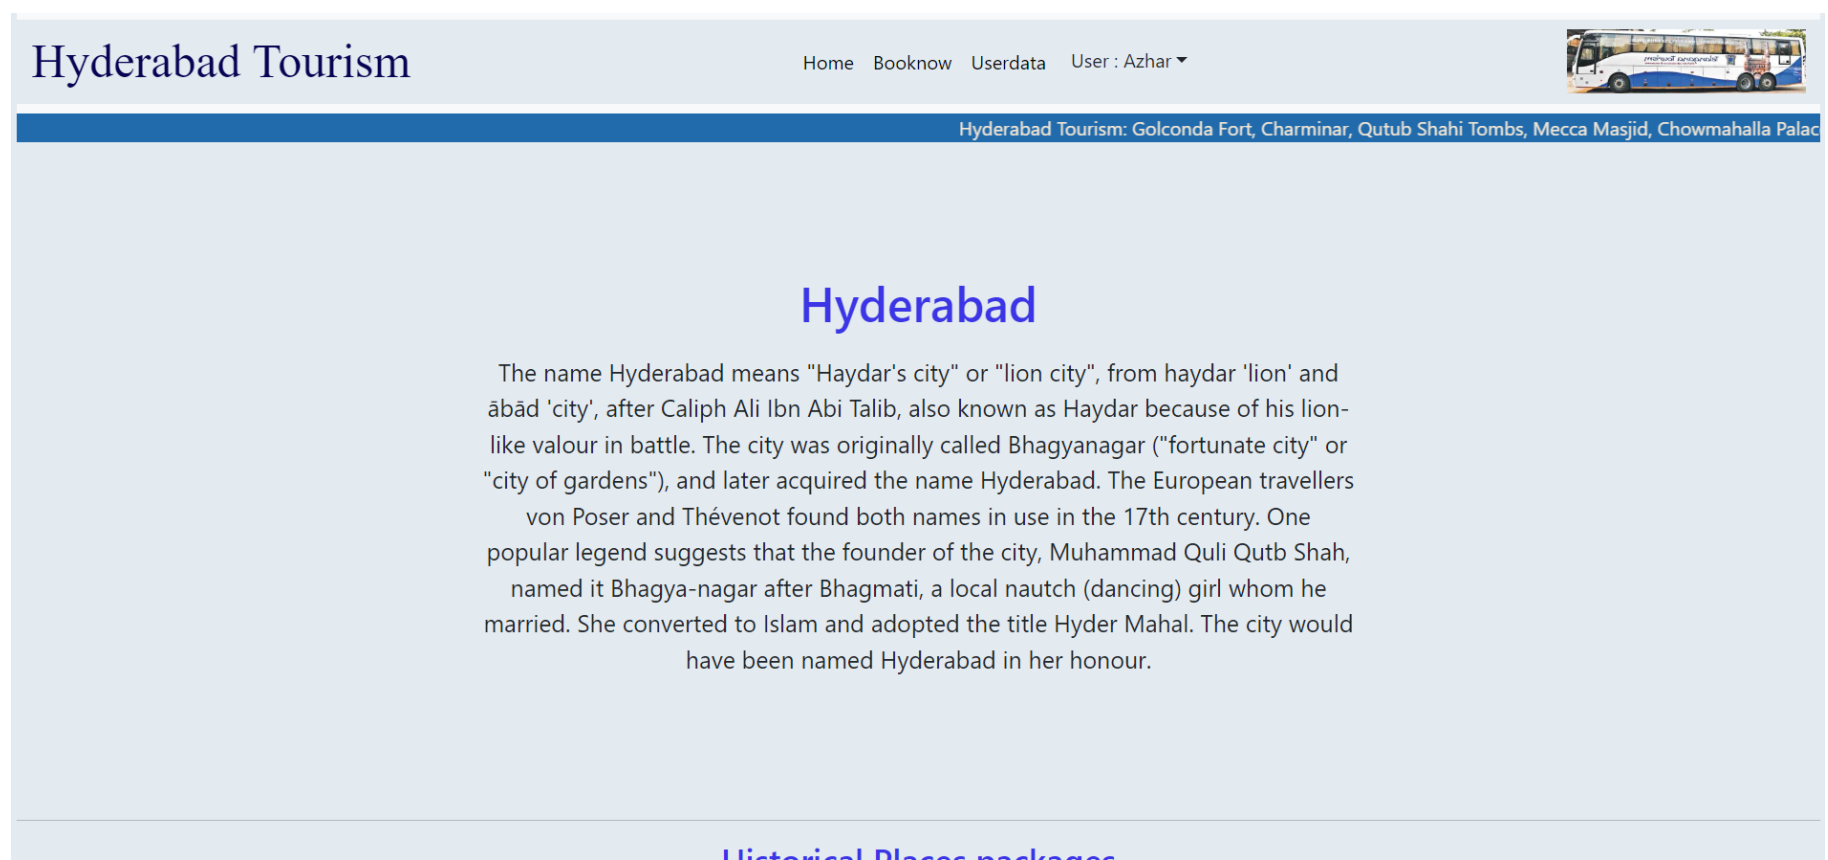 Hyderabad Tourism
Home Booknow Userdata User : Azhar
Hyderabad Tourism: Golconda Fort, Charminar, Qutub Shahi Tombs, Mecca Masjid, Chowmahalla Palac
Hyderabad
The name Hyderabad means "Haydar's city" or "lion city", from haydar 'lion' and
ābād 'city', after Caliph Ali Ibn Abi Talib, also known as Haydar because of his lion-
like valour in battle. The city was originally called Bhagyanagar ("fortunate city" or
"city of gardens"), and later acquired the name Hyderabad. The European travellers
von Poser and Thévenot found both names in use in the 17th century. One
popular legend suggests that the founder of the city, Muhammad Quli Qutb Shah,
named it Bhagya-nagar after Bhagmati, a local nautch (dancing) girl whom he
married. She converted to Islam and adopted the title Hyder Mahal. The city would
have been named Hyderabad in her honour.
Historical Places packages